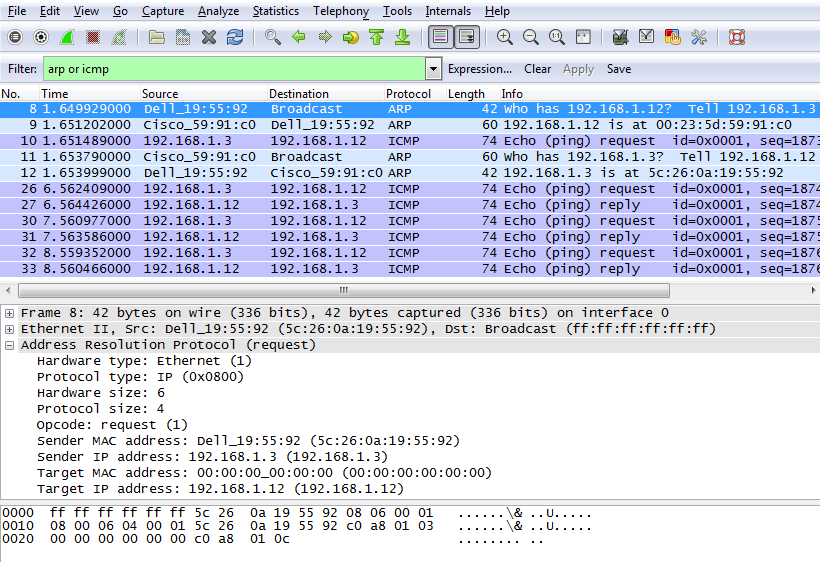 File Edit View Go Capture Analyze Statistics Telephony Tools Internals Help
Filter: arp or icmp Expression... Clear Apply Save
No. Time Source Destination Protocol Length Info
8 1.649929000 Dell_19:55:92 Broadcast ARP 42 Who has 192.168.1.12? Tell 192.168.1.3
9 1.651202000 Cisco_59:91:c0 Dell_19:55:92 ARP 60 192.168.1.12 is at 00:23:5d:59:91:c0
10 1.651489000 192.168.1.3 192.168.1.12 ICMP 74 Echo (ping) request id=0x0001, seq=1873
11 1.653790000 Cisco_59:91:c0 Broadcast ARP 60 Who has 192.168.1.3? Tell 192.168.1.12
12 1.653999000 Dell_19:55:92 Cisco_59:91:c0 ARP 42 192.168.1.3 is at 5c:26:0a:19:55:92
26 6.562409000 192.168.1.3 192.168.1.12 ICMP 74 Echo (ping) request id=0x0001, seq=1874
27 6.564426000 192.168.1.12 192.168.1.3 ICMP 74 Echo (ping) reply id=0x0001, seq=1874
30 7.560977000 192.168.1.3 192.168.1.12 ICMP 74 Echo (ping) request id=0x0001, seq=1875
31 7.563586000 192.168.1.12 192.168.1.3 ICMP 74 Echo (ping) reply id=0x0001, seq=1875
32 8.559352000 192.168.1.3 192.168.1.12 ICMP 74 Echo (ping) request id=0x0001, seq=1876
33 8.560466000 192.168.1.12 192.168.1.3 ICMP 74 Echo (ping) reply id=0x0001, seq=1876
Frame 8: 42 bytes on wire (336 bits), 42 bytes captured (336 bits) on interface 0
Ethernet II, Src: Dell_19:55:92 (5c:26:0a:19:55:92), Dst: Broadcast (ff:ff:ff:ff:ff:ff)
Address Resolution Protocol (request)
Hardware type: Ethernet (1)
Protocol type: IP (0x0800)
Hardware size: 6
Protocol size: 4
Opcode: request (1)
Sender MAC address: Dell_19:55:92 (5c:26:0a:19:55:92)
Sender IP address: 192.168.1.3 (192.168.1.3)
Target MAC address: 00:00:00_00:00:00 (00:00:00:00:00:00)
Target IP address: 192.168.1.12 (192.168.1.12)
0000 ff ff ff ff ff ff 5c 26 0a 19 55 92 08 06 00 01 ......\& ..U.....
0010 08 00 06 04 00 01 5c 26 0a 19 55 92 c0 a8 01 03 ......\& ..U.....
0020 00 00 00 00 00 00 c0 a8 01 0c ........ ..